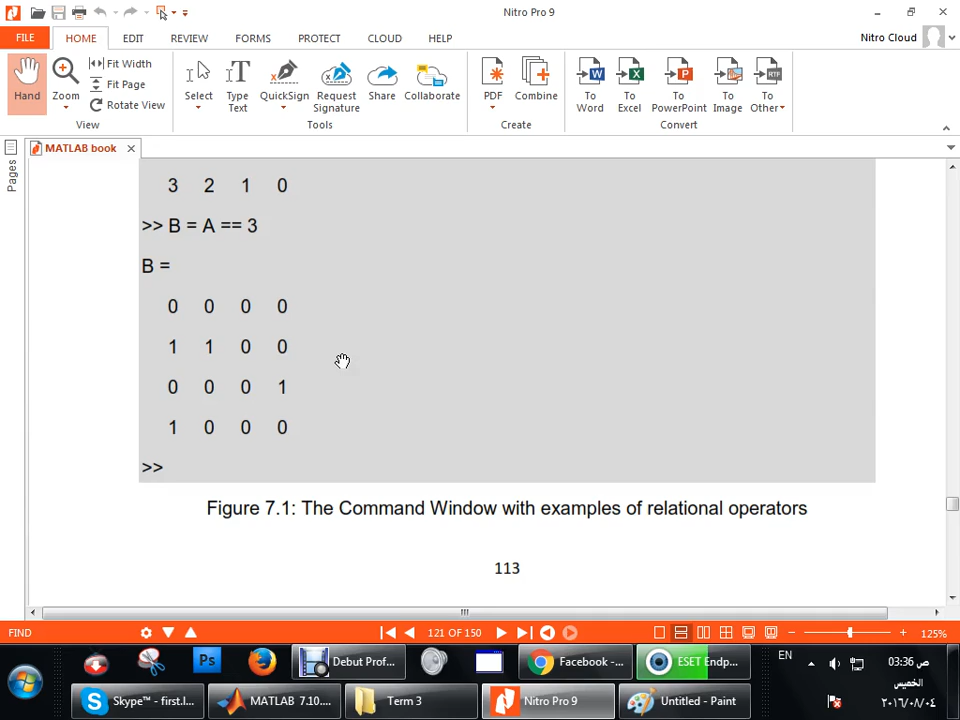 Nitro Pro 9
FILE HOME EDIT REVIEW FORMS PROTECT CLOUD HELP
Nitro Cloud
Hand Zoom Fit Width Fit Page Rotate View
View
Select Type Text QuickSign Request Signature Share Collaborate
Tools
PDF Combine
Create
To Word To Excel To PowerPoint To Image To Other
Convert
Pages
MATLAB book
3 2 1 0
>> B = A == 3
B =
0 0 0 0
1 1 0 0
0 0 0 1
1 0 0 0
>>
Figure 7.1: The Command Window with examples of relational operators
113
FIND
121 OF 150
125%
Ps
Debut Prof...
Facebook -...
ESET Endp...
EN
03:36 ص
الخميس
٢٠١٦/٠٨/٠٤
Skype™ - first.l...
MATLAB 7.10....
Term 3
Nitro Pro 9
Untitled - Paint